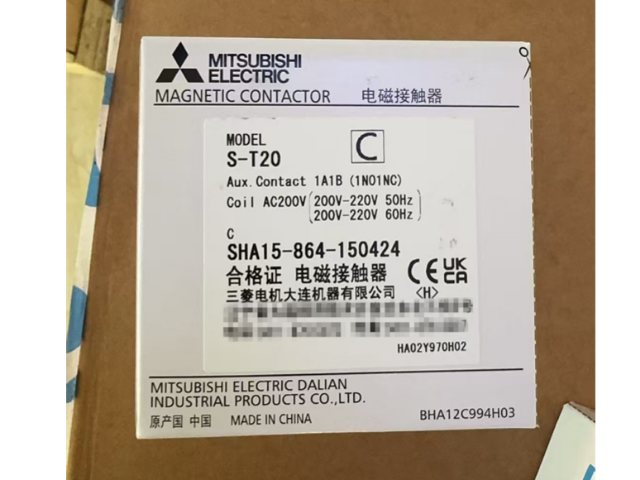 MITSUBISHI
ELECTRIC
MAGNETIC CONTACTOR 电磁接触器
MODEL
S-T20
C
Aux. Contact 1A1B (1NO1NC)
Coil AC200V (200V-220V 50Hz
200V-220V 60Hz)
C
SHA15-864-150424
合格证 电磁接触器 CE UKCA
三菱电机大连机器有限公司 <H>
HA02Y970H02
MITSUBISHI ELECTRIC DALIAN
INDUSTRIAL PRODUCTS CO.,LTD.
原产国 中国 MADE IN CHINA BHA12C994H03